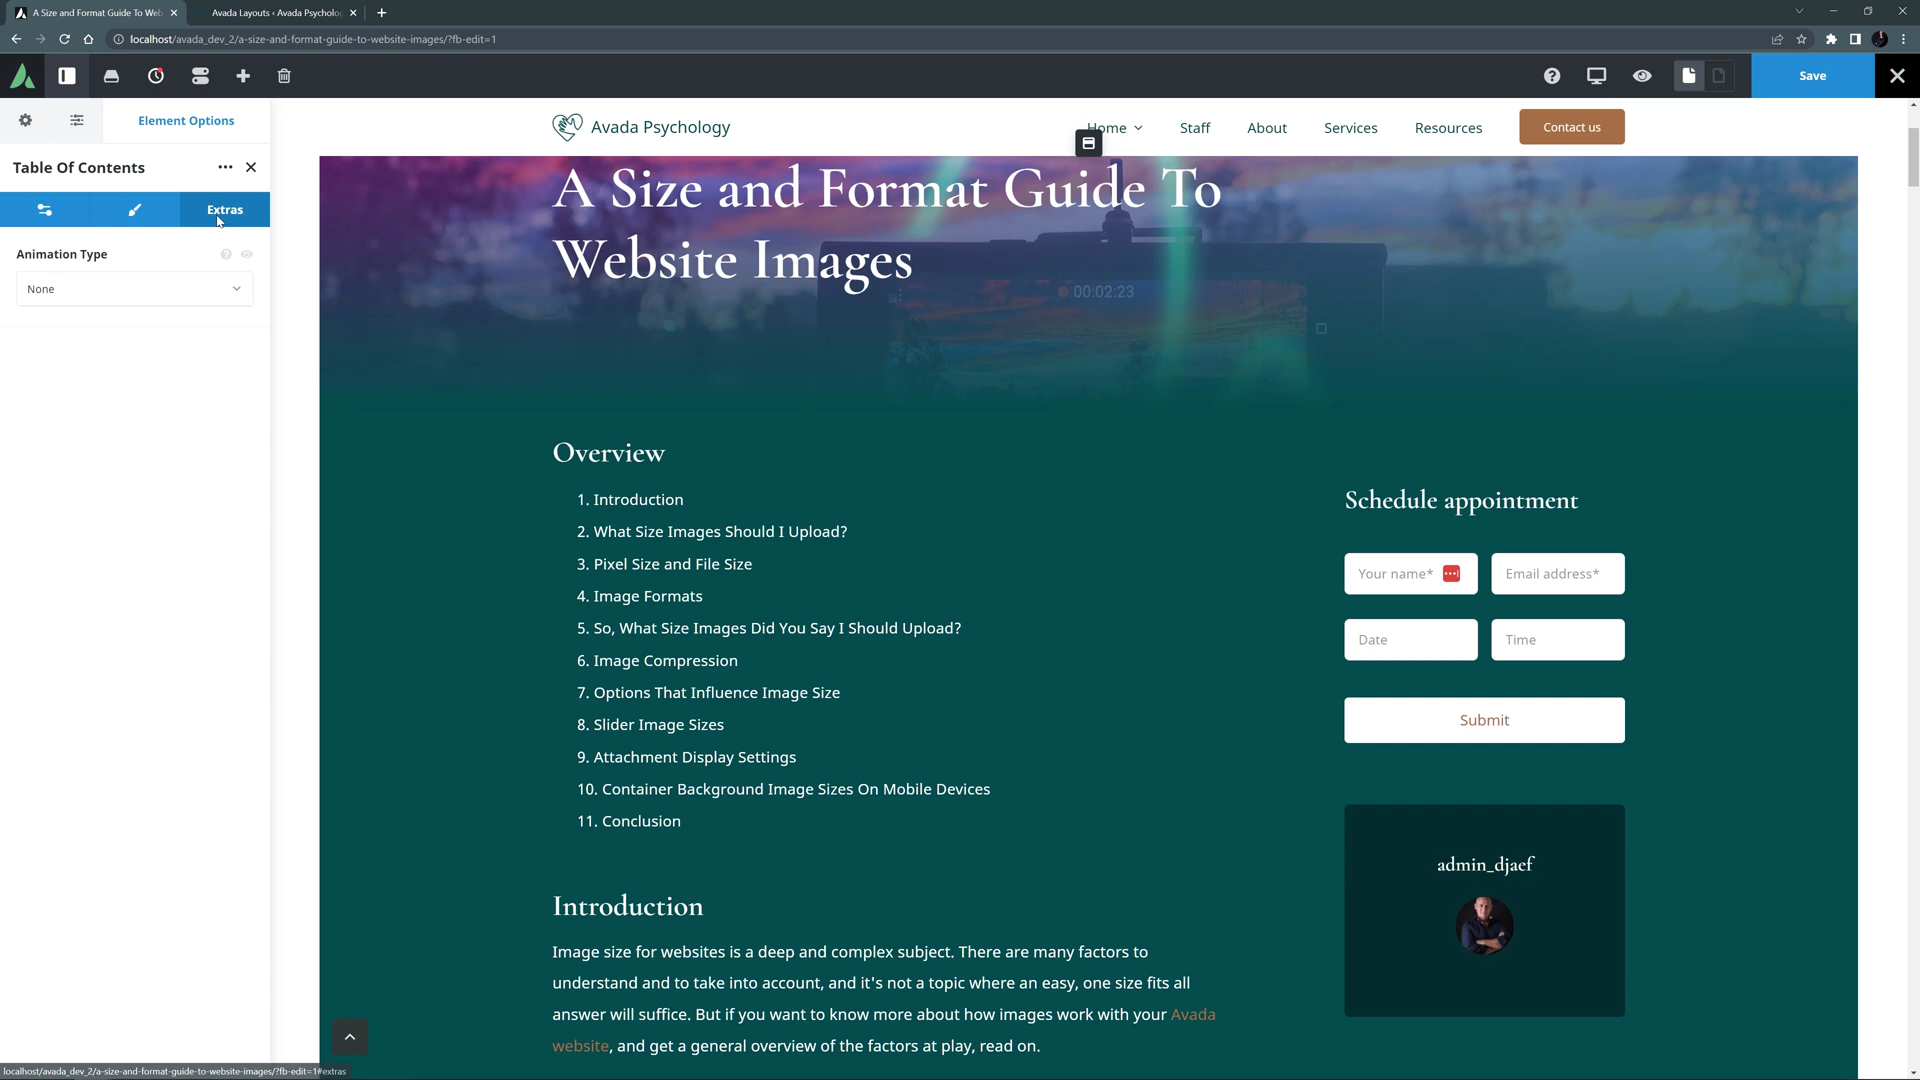 A Size and Format Guide To Web
Avada Layouts ‹ Avada Psycholog
localhost/avada_dev_2/a-size-and-format-guide-to-website-images/?fb-edit=1
Save
Element Options
Table Of Contents
Extras
Animation Type
None
Avada Psychology
Home
Staff
About
Services
Resources
Contact us
A Size and Format Guide To
Website Images
00:02:23
Overview
1. Introduction
2. What Size Images Should I Upload?
3. Pixel Size and File Size
4. Image Formats
5. So, What Size Images Did You Say I Should Upload?
6. Image Compression
7. Options That Influence Image Size
8. Slider Image Sizes
9. Attachment Display Settings
10. Container Background Image Sizes On Mobile Devices
11. Conclusion
Schedule appointment
Your name*
Email address*
Date
Time
Submit
admin_djaef
Introduction
Image size for websites is a deep and complex subject. There are many factors to
understand and to take into account, and it's not a topic where an easy, one size fits all
answer will suffice. But if you want to know more about how images work with your Avada
website, and get a general overview of the factors at play, read on.
localhost/avada_dev_2/a-size-and-format-guide-to-website-images/?fb-edit=1#extras